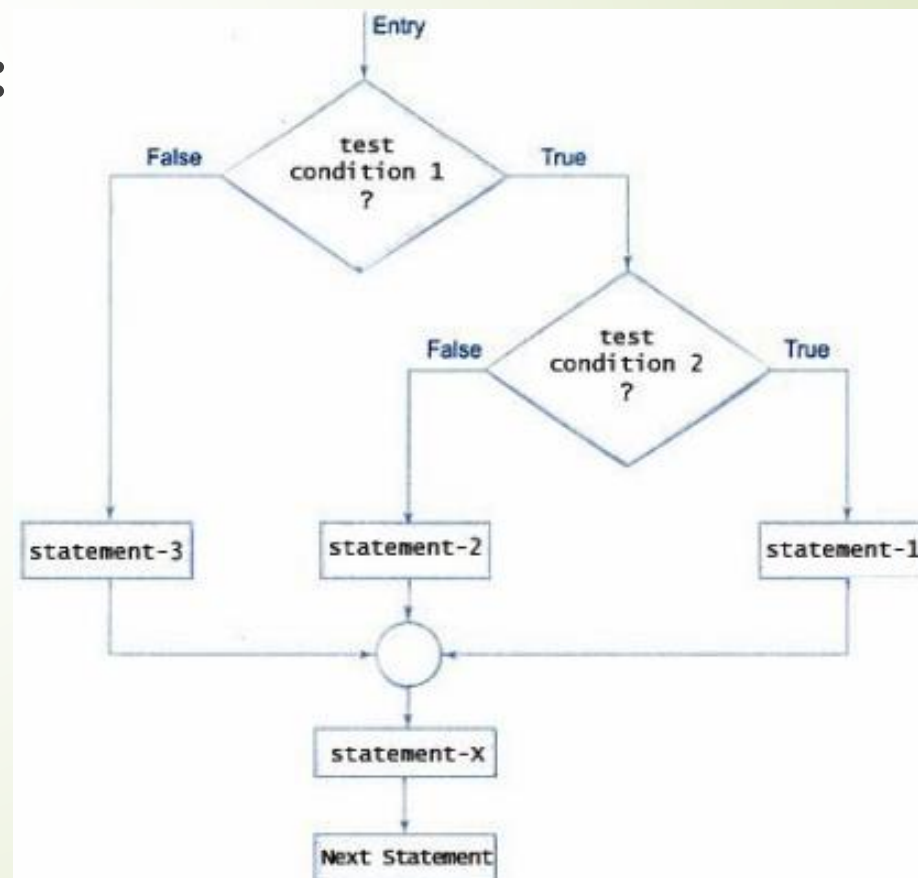 :
Entry
test
condition 1
?
False
True
test
condition 2
?
False
True
statement-3
statement-2
statement-1
statement-X
Next Statement